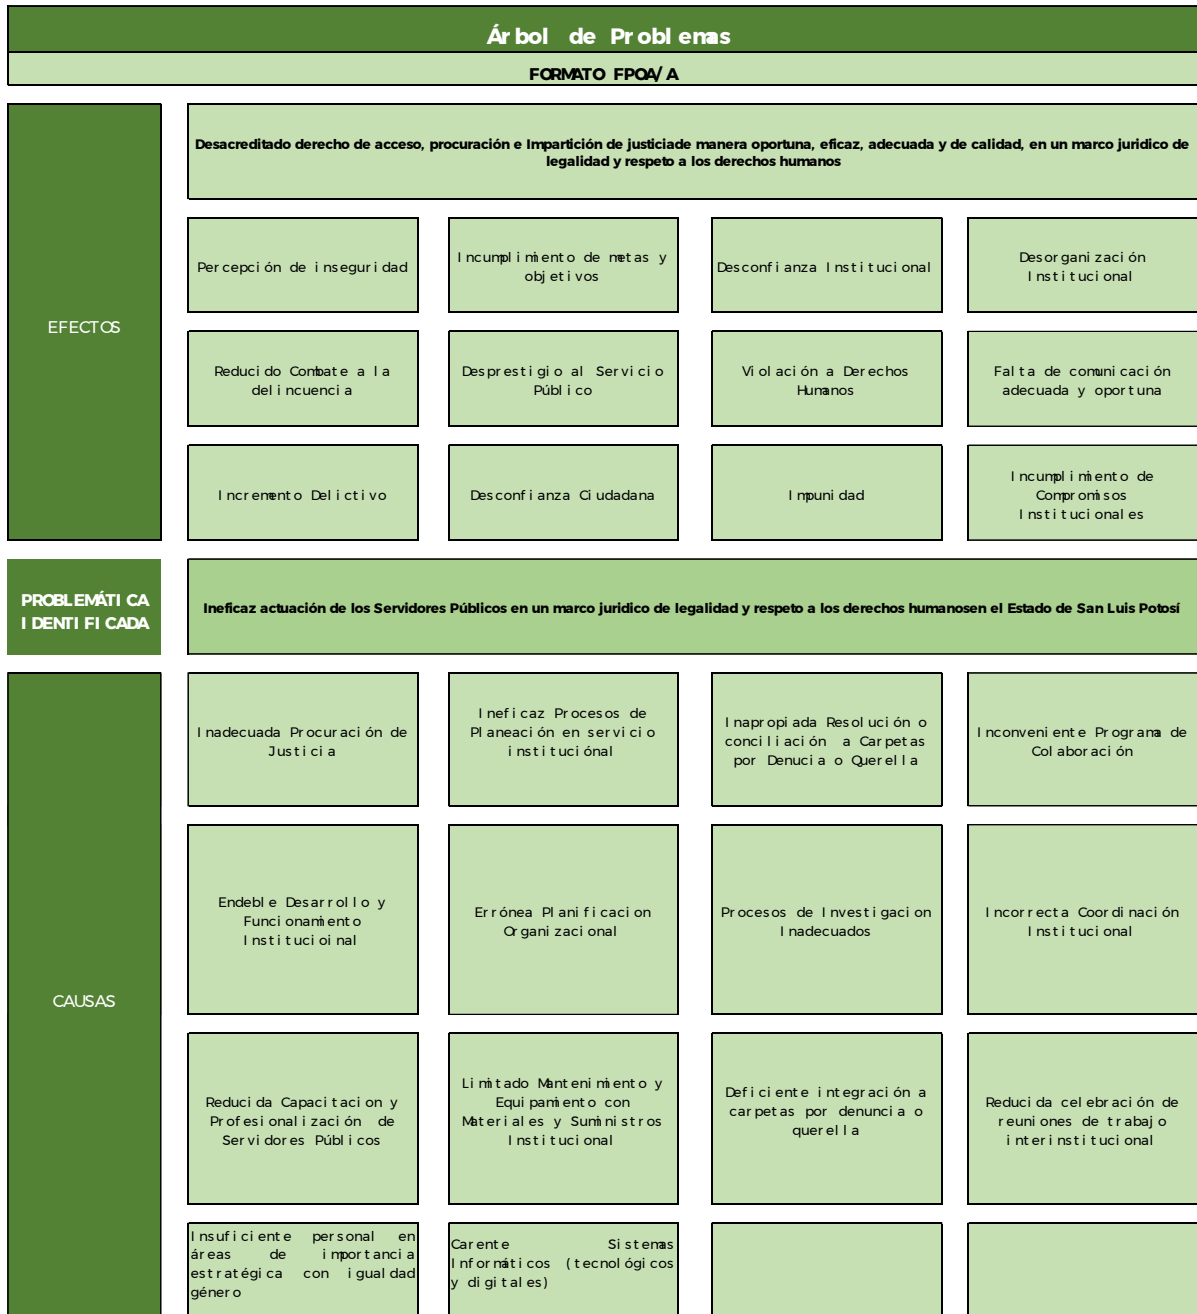 Árbol de Problemas
FORMATO FPOA/A
Desacreditado derecho de acceso, procuración e Impartición de justiciade manera oportuna, eficaz, adecuada y de calidad, en un marco juridico de
legalidad y respeto a los derechos humanos
EFECTOS
Percepción de inseguridad
Incumplimiento de metas y
objetivos
Desconfianza Institucional
Desorganización
Institucional
Reducido Combate a la
delincuencia
Desprestigio al Servicio
Público
Violación a Derechos
Humanos
Falta de comunicación
adecuada y oportuna
Incremento Delictivo
Desconfianza Ciudadana
Impunidad
Incumplimiento de
Compromisos
Institucionales
PROBLEMÁTICA
IDENTIFICADA
Ineficaz actuación de los Servidores Públicos en un marco juridico de legalidad y respeto a los derechos humanosen el Estado de San Luis Potosí
CAUSAS
Inadecuada Procuración de
Justicia
Ineficaz Procesos de
Planeación en servicio
instituciónal
Inapropiada Resolución o
conciliación a Carpetas
por Denucia o Querella
Inconveniente Programa de
Colaboración
Endeble Desarrollo y
Funcionamiento
Institucioinal
Errónea Planificacion
Organizacional
Procesos de Investigacion
Inadecuados
Incorrecta Coordinación
Institucional
Reducida Capacitacion y
Profesionalización de
Servidores Públicos
Limitado Mantenimiento y
Equipamento con
Materiales y Suministros
Institucional
Deficiente integración a
carpetas por denuncia o
querella
Reducida celebración de
reuniones de trabajo
interinstitucional
Insuficiente personal en
áreas de importancia
estratégica con igualdad
género
Carente Sistemas
Informáticos (tecnológicos
y digitales)